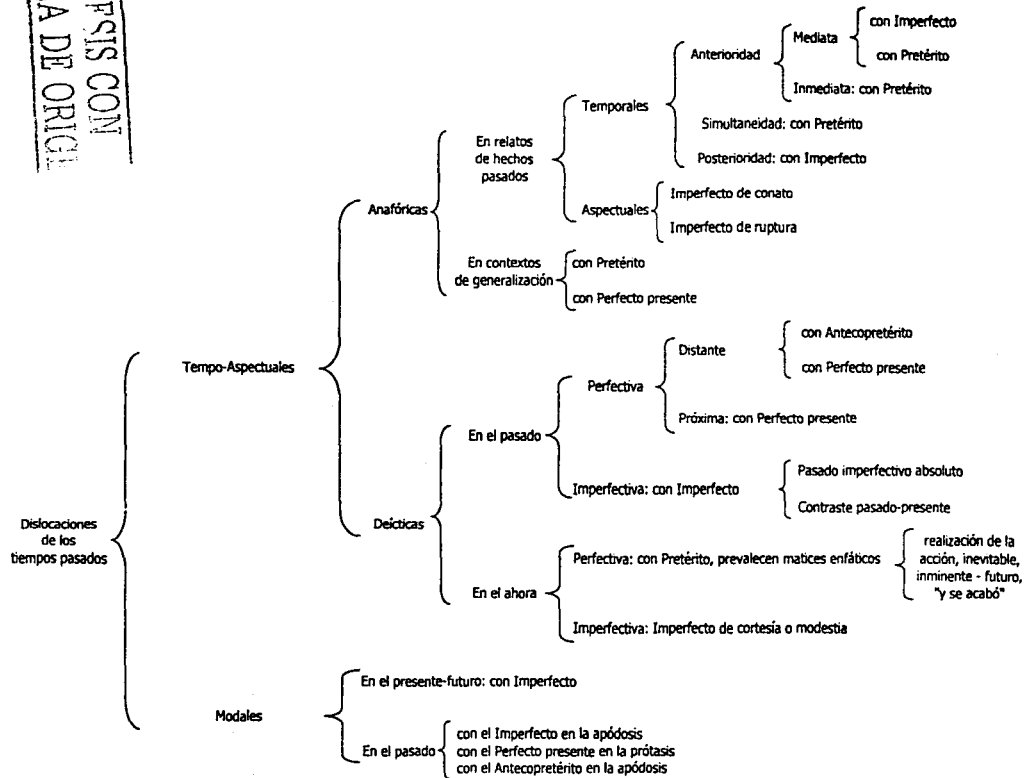 TESIS CON
LA DE ORIGE
Dislocaciones
de los
tiempos pasados
Tempo-Aspectuales
Anafóricas
En relatos
de hechos
pasados
Temporales
Anterioridad
Mediata
con Imperfecto
con Pretérito
Inmediata: con Pretérito
Simultaneidad: con Pretérito
Posterioridad: con Imperfecto
Aspectuales
Imperfecto de conato
Imperfecto de ruptura
En contextos
de generalización
con Pretérito
con Perfecto presente
Deícticas
En el pasado
Perfectiva
Distante
con Antecopretérito
con Perfecto presente
Próxima: con Perfecto presente
Imperfectiva: con Imperfecto
Pasado imperfectivo absoluto
Contraste pasado-presente
En el ahora
Perfectiva: con Pretérito, prevalecen matices enfáticos
realización de la
acción, inevitable,
inminente - futuro,
"y se acabó"
Imperfectiva: Imperfecto de cortesía o modestia
Modales
En el presente-futuro: con Imperfecto
En el pasado
con el Imperfecto en la apódosis
con el Perfecto presente en la prótasis
con el Antecopretérito en la apódosis